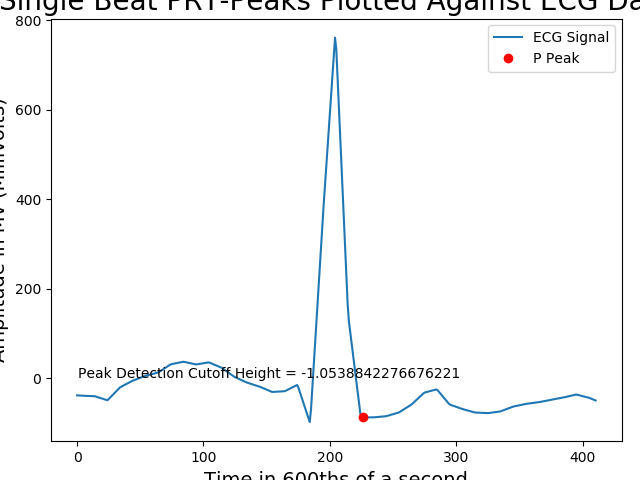 Single Beat PRT-Peaks Plotted Against ECG Da
800
600
400
200
0
Amplitude in MV (Millivolts)
ECG Signal
P Peak
Peak Detection Cutoff Height = -1.0538842276676221
0 100 200 300 400
Time in 600ths of a second